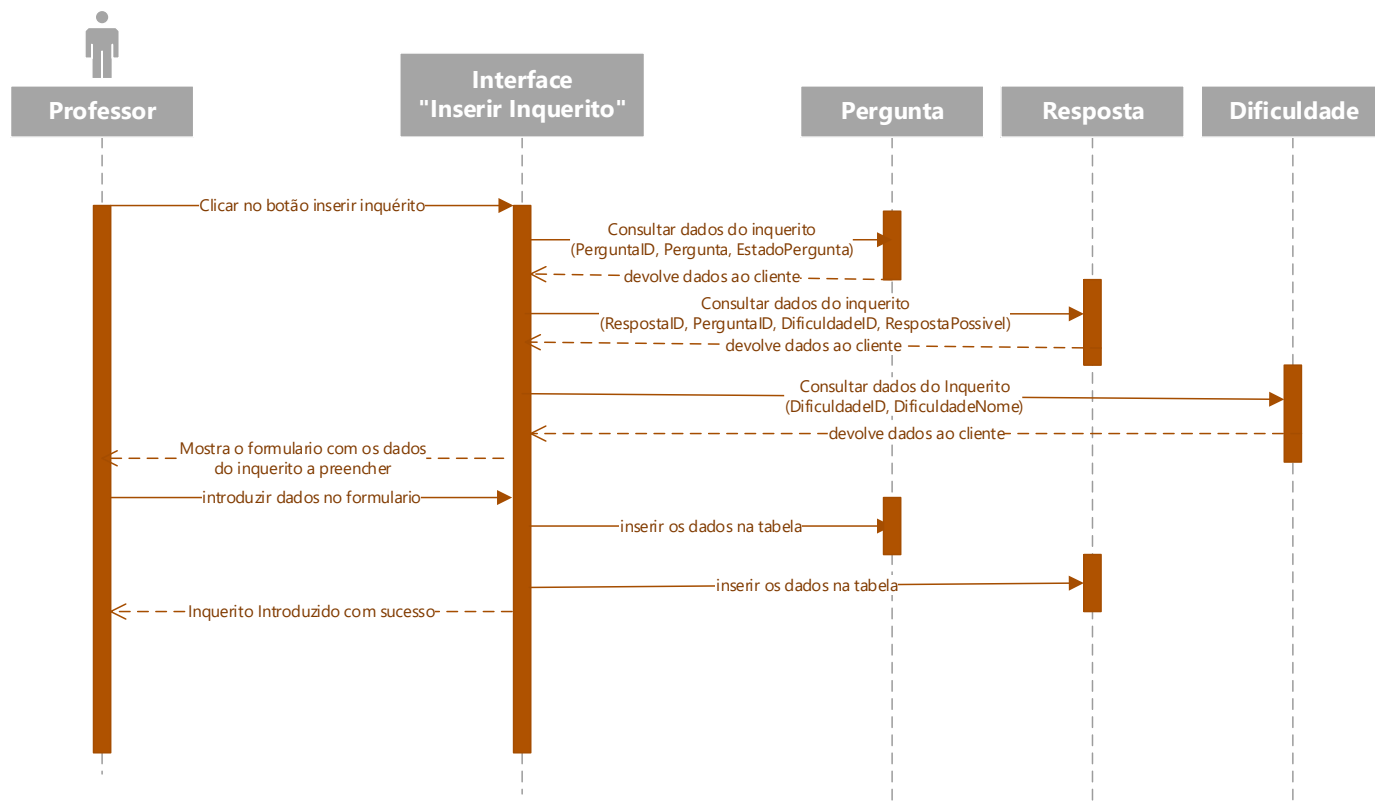 Professor
Interface
"Inserir Inquerito"
Pergunta
Resposta
Dificuldade
Clicar no botão inserir inquérito
Consultar dados do inquerito
(PerguntaID, Pergunta, EstadoPergunta)
devolve dados ao cliente
Consultar dados do inquerito
(RespostaID, PerguntaID, DificuldadeID, RespostaPossivel)
devolve dados ao cliente
Consultar dados do Inquerito
(DificuldadeID, DificuldadeNome)
devolve dados ao cliente
Mostra o formulario com os dados
do inquerito a preencher
introduzir dados no formulario
inserir os dados na tabela
inserir os dados na tabela
Inquerito Introduzido com sucesso